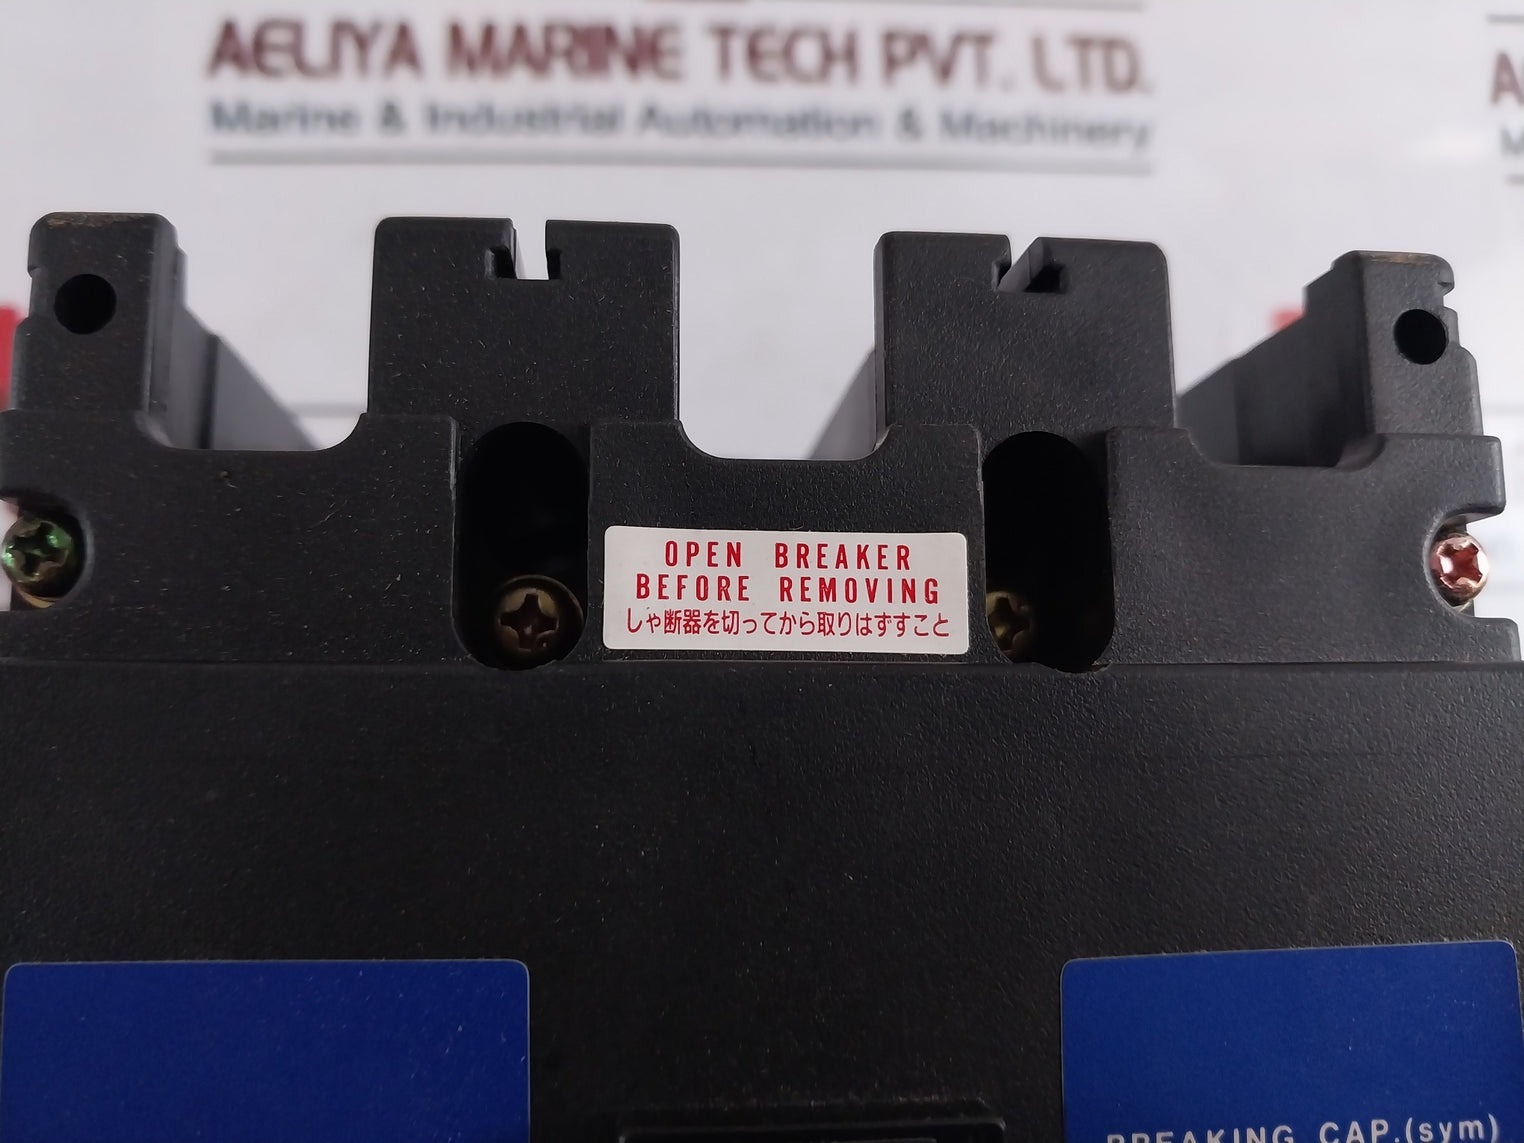 AELIYA MARINE TECH PVT. LTD.
Marine & Industrial Automation & Machinery
OPEN BREAKER
BEFORE REMOVING
しゃ断器を切ってから取りはずすこと
BREAKING CAP.(sym)